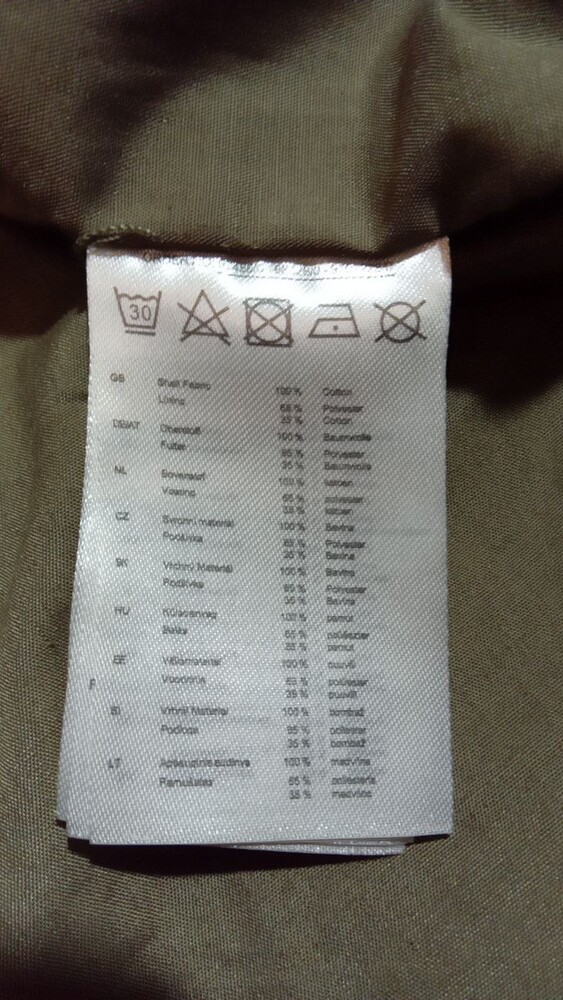 30
GB Shell Fabric 100 % Cotton
Lining 65 % Polyester
35 % Cotton
DE/AT Oberstoff 100 % Baumwolle
Futter 65 % Polyester
35 % Baumwolle
NL Bovenstof 100 % katoen
Voering 65 % polyester
35 % katoen
CZ Svrchní materiál 100 % Bavlna
Podšívka 65 % Polyester
35 % Bavlna
SK Vrchný Materiál 100 % Bavlna
Podšívka 65 % Polyester
35 % Bavlna
HU 100 % pamut
Bélés 65 % poliészter
35 % pamut
EE Välismaterjal 100 % puuvill
Voodririie 65 % polüester
35 % puuvill
SI Vrhnji Material 100 % bombaž
Podloga 65 % poliester
35 % bombaž
LT 100 % medvilnė
Pamušalas 65 % poliesteris
35 % medvilnė